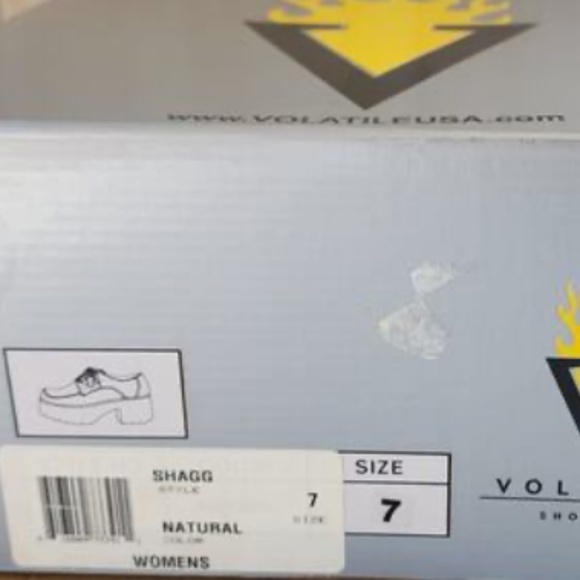 www.VOLATILEUSA.com
SHAGG
STYLE
7
SIZE
NATURAL
COLOR
WOMENS
SIZE
7
VOL
SHO